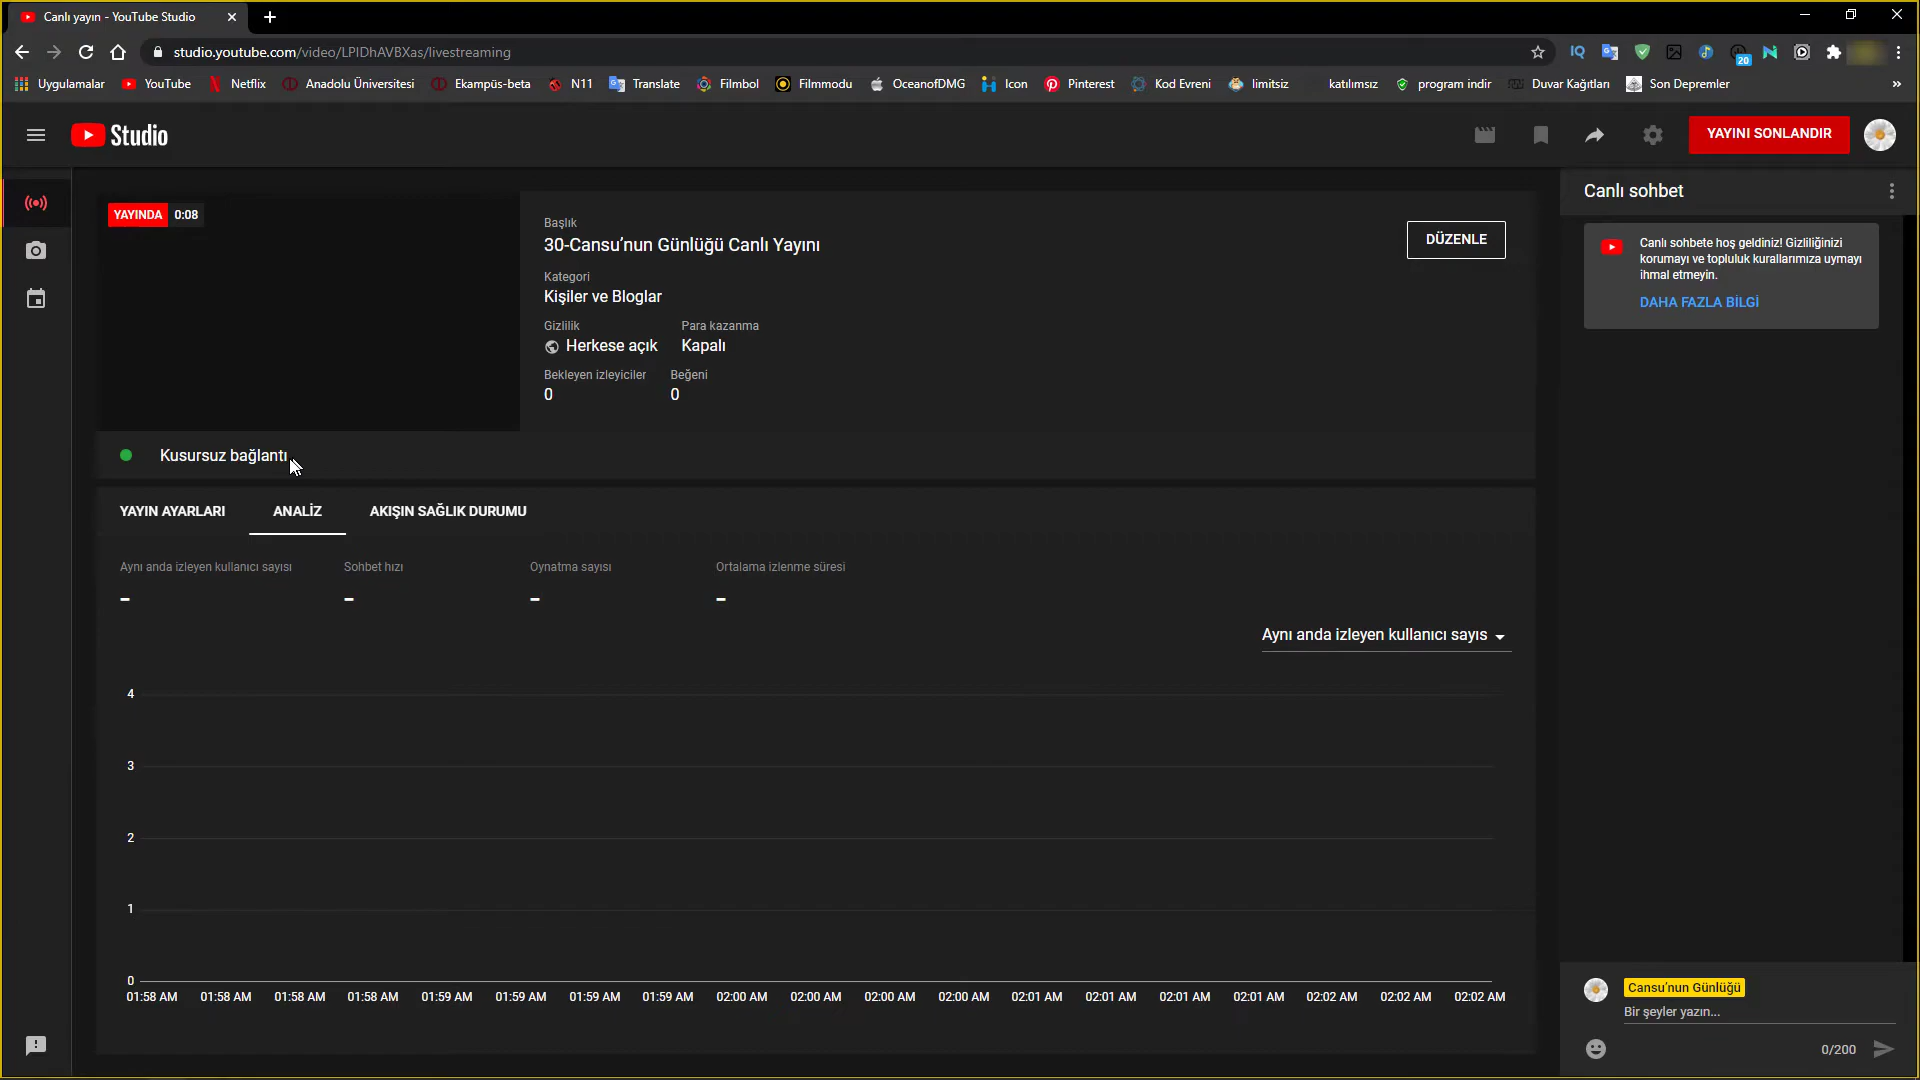 Canlı yayın - YouTube Studio
studio.youtube.com/video/LPIDhAVBXas/livestreaming
20
Uygulamalar YouTube Netflix Anadolu Üniversitesi Ekampüs-beta N11 Translate Filmbol Filmmodu OceanofDMG Icon Pinterest Kod Evreni limitsiz katılımsız program indir Duvar Kağıtları Son Depremler »
Studio
YAYINI SONLANDIR
YAYINDA 0:08
Başlık
30-Cansu’nun Günlüğü Canlı Yayını
DÜZENLE
Kategori
Kişiler ve Bloglar
Gizlilik Para kazanma
Herkese açık Kapalı
Bekleyen izleyiciler Beğeni
0 0
Kusursuz bağlantı
YAYIN AYARLARI ANALİZ AKIŞIN SAĞLIK DURUMU
Aynı anda izleyen kullanıcı sayısı Sohbet hızı Oynatma sayısı Ortalama izlenme süresi
– – – –
Aynı anda izleyen kullanıcı sayıs
4
3
2
1
0
01:58 AM 01:58 AM 01:58 AM 01:58 AM 01:59 AM 01:59 AM 01:59 AM 01:59 AM 02:00 AM 02:00 AM 02:00 AM 02:00 AM 02:01 AM 02:01 AM 02:01 AM 02:01 AM 02:02 AM 02:02 AM 02:02 AM
Canlı sohbet
Canlı sohbete hoş geldiniz! Gizliliğinizi
korumayı ve topluluk kurallarımıza uymayı
ihmal etmeyin.
DAHA FAZLA BİLGİ
Cansu’nun Günlüğü
Bir şeyler yazın...
0/200